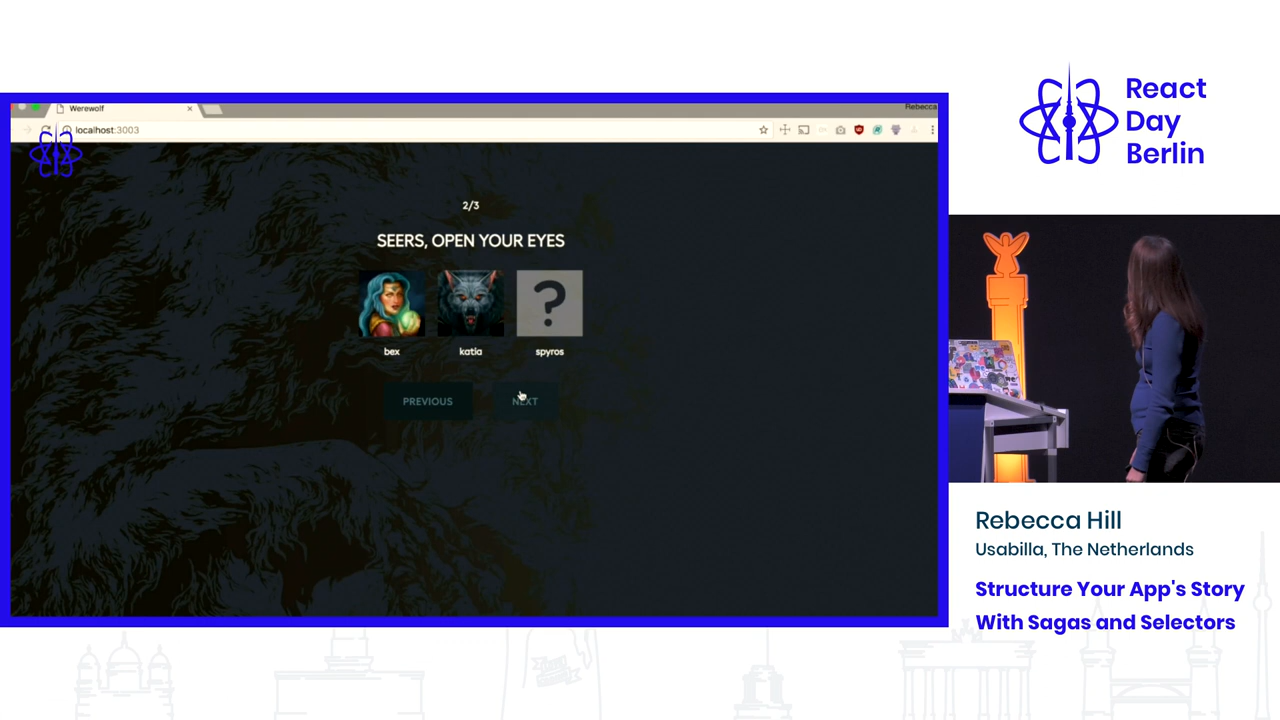 Werewolf
Rebecca
localhost:3003
2/3
SEERS, OPEN YOUR EYES
?
bex
katia
spyros
PREVIOUS
NEXT
React
Day
Berlin
Rebecca Hill
Usabilla, The Netherlands
Structure Your App's Story
With Sagas and Selectors